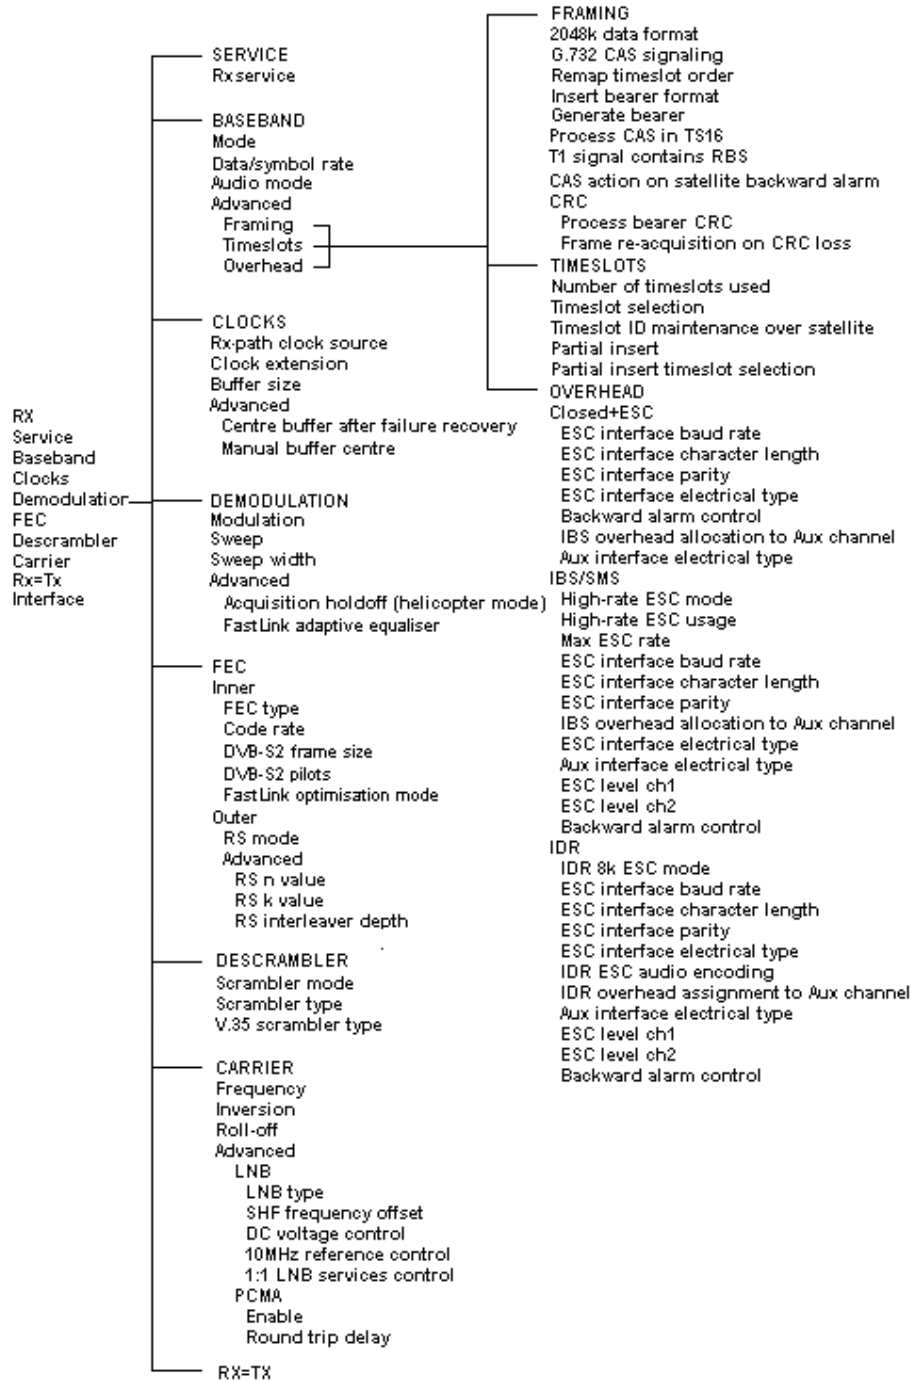 RX
Service
Baseband
Clocks
Demodulation
FEC
Descrambler
Carrier
Rx=Tx
Interface
SERVICE
Rx service
BASEBAND
Mode
Data/symbol rate
Audio mode
Advanced
Framing
Timeslots
Overhead
CLOCKS
Rx-path clock source
Clock extension
Buffer size
Advanced
Centre buffer after failure recovery
Manual buffer centre
DEMODULATION
Modulation
Sweep
Sweep width
Advanced
Acquisition holdoff (helicopter mode)
FastLink adaptive equaliser
FEC
Inner
FEC type
Code rate
DVB-S2 frame size
DVB-S2 pilots
FastLink optimisation mode
Outer
RS mode
Advanced
RS n value
RS k value
RS interleaver depth
DESCRAMBLER
Scrambler mode
Scrambler type
V.35 scrambler type
CARRIER
Frequency
Inversion
Roll-off
Advanced
LNB
LNB type
SHF frequency offset
DC voltage control
10MHz reference control
1:1 LNB services control
PCMA
Enable
Round trip delay
RX=TX
FRAMING
2048k data format
G.732 CAS signaling
Remap timeslot order
Insert bearer format
Generate bearer
Process CAS in TS16
T1 signal contains RBS
CAS action on satellite backward alarm
CRC
Process bearer CRC
Frame re-acquisition on CRC loss
TIMESLOTS
Number of timeslots used
Timeslot selection
Timeslot ID maintenance over satellite
Partial insert
Partial insert timeslot selection
OVERHEAD
Closed+ESC
ESC interface baud rate
ESC interface character length
ESC interface parity
ESC interface electrical type
Backward alarm control
IBS overhead allocation to Aux channel
Aux interface electrical type
IBS/SMS
High-rate ESC mode
High-rate ESC usage
Max ESC rate
ESC interface baud rate
ESC interface character length
ESC interface parity
IBS overhead allocation to Aux channel
ESC interface electrical type
Aux interface electrical type
ESC level ch1
ESC level ch2
Backward alarm control
IDR
IDR 8k ESC mode
ESC interface baud rate
ESC interface character length
ESC interface parity
ESC interface electrical type
IDR ESC audio encoding
IDR overhead assignment to Aux channel
Aux interface electrical type
ESC level ch1
ESC level ch2
Backward alarm control